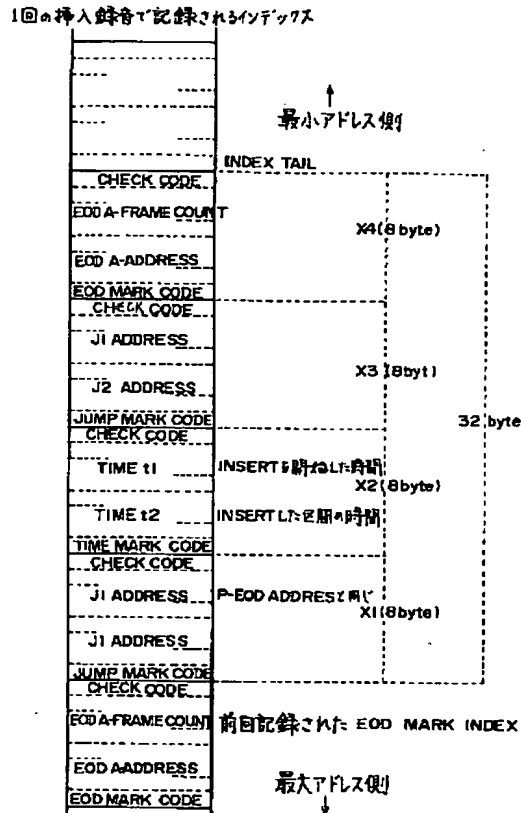 1回の挿入録音で記録されるインデックス
↑
最小アドレス側
INDEX TAIL
CHECK CODE
EOD A-FRAME COUNT
X4(8byte)
EOD A-ADDRESS
EOD MARK CODE
CHECK CODE
J1 ADDRESS
X3(8byt)
J2 ADDRESS
JUMP MARK CODE
32 byte
CHECK CODE
TIME t1 INSERTを開始した時間
X2(8byte)
TIME t2 INSERTした区間の時間
TIME MARK CODE
CHECK CODE
J1 ADDRESS P-EOD ADDRESと同じ
X1(8byte)
J1 ADDRESS
JUMP MARK CODE
CHECK CODE
EOD A-FRAME COUNT 前回記録された EOD MARK INDEX
EOD A-ADDRESS
最大アドレス側
EOD MARK CODE
↓